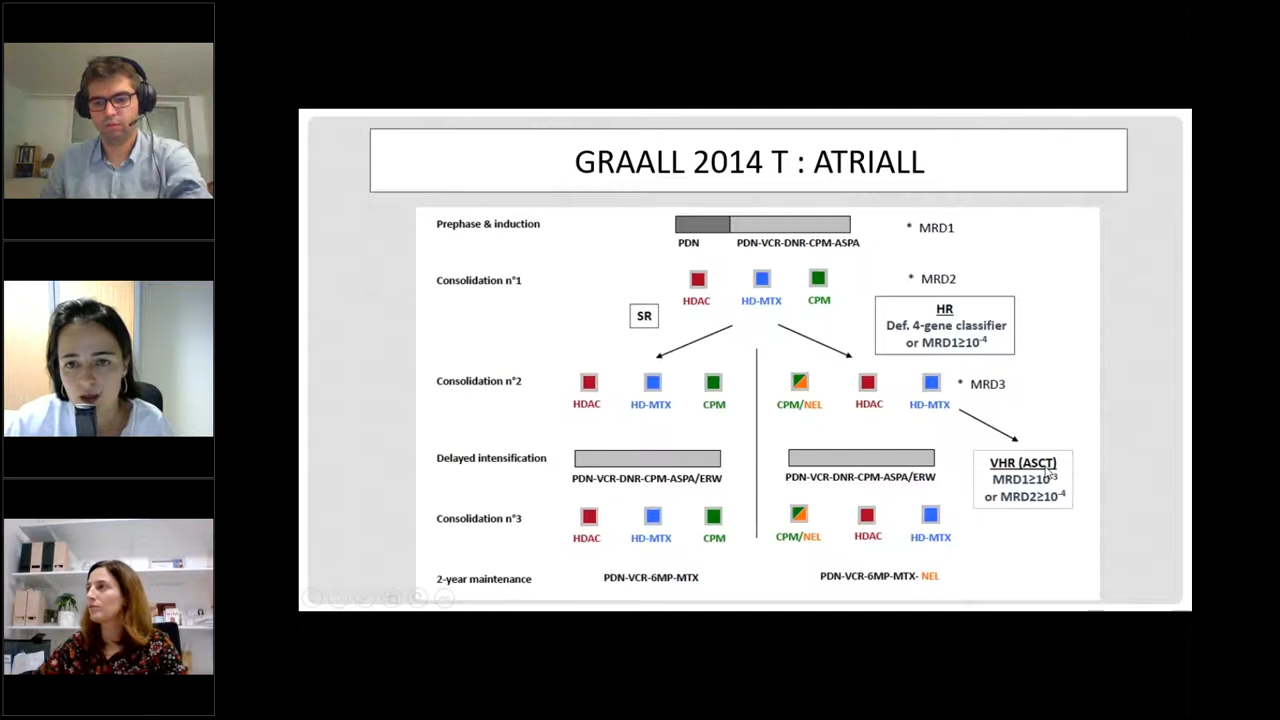 GRAALL 2014 T : ATRIALL
Prephase & induction
PDN
PDN-VCR-DNR-CPM-ASPA
* MRD1
Consolidation n°1
HDAC
HD-MTX
CPM
* MRD2
SR
HR
Def. 4-gene classifier
or MRD1≥10-4
Consolidation n°2
HDAC
HD-MTX
CPM
CPM/NEL
HDAC
HD-MTX
* MRD3
Delayed intensification
PDN-VCR-DNR-CPM-ASPA/ERW
PDN-VCR-DNR-CPM-ASPA/ERW
VHR (ASCT)
MRD1≥10-3
or MRD2≥10-4
Consolidation n°3
HDAC
HD-MTX
CPM
CPM/NEL
HDAC
HD-MTX
2-year maintenance
PDN-VCR-6MP-MTX
PDN-VCR-6MP-MTX- NEL